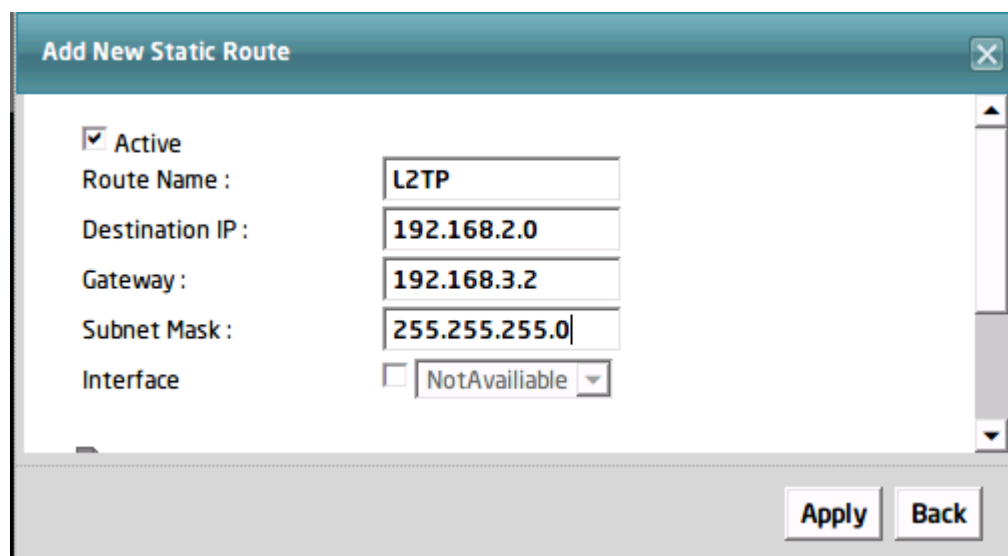 Add New Static Route
Active
Route Name : L2TP
Destination IP : 192.168.2.0
Gateway : 192.168.3.2
Subnet Mask : 255.255.255.0
Interface NotAvailiable
Apply Back